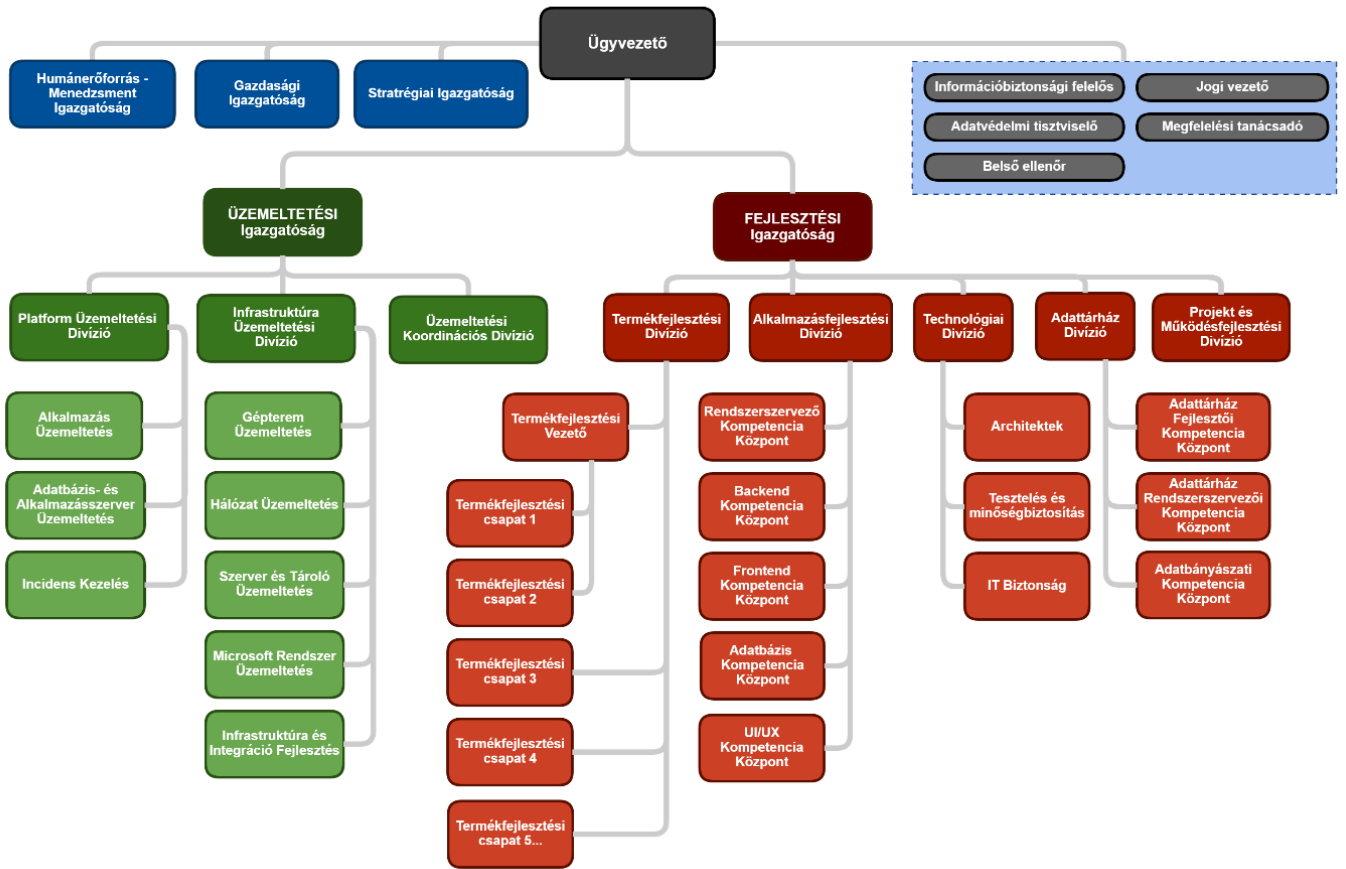 Ügyvezető
Humánerőforrás -
Menedzsment
Igazgatóság
Gazdasági
Igazgatóság
Stratégiai Igazgatóság
Információbiztonsági felelős
Jogi vezető
Adatvédelmi tisztviselő
Megfelelési tanácsadó
Belső ellenőr
ÜZEMELTETÉSI
Igazgatóság
FEJLESZTÉSI
Igazgatóság
Platform Üzemeltetési
Divízió
Infrastruktúra
Üzemeltetési
Divízió
Üzemeltetési
Koordinációs Divízió
Termékfejlesztési
Divízió
Alkalmazásfejlesztési
Divízió
Technológiai
Divízió
Adattárház
Divízió
Projekt és
Működésfejlesztési
Divízió
Alkalmazás
Üzemeltetés
Adatbázis- és
Alkalmazásszerver
Üzemeltetés
Incidens Kezelés
Gépterem
Üzemeltetés
Hálózat Üzemeltetés
Szerver és Tároló
Üzemeltetés
Microsoft Rendszer
Üzemeltetés
Infrastruktúra és
Integráció Fejlesztés
Termékfejlesztési
Vezető
Termékfejlesztési
csapat 1
Termékfejlesztési
csapat 2
Termékfejlesztési
csapat 3
Termékfejlesztési
csapat 4
Termékfejlesztési
csapat 5...
Rendszerszervező
Kompetencia
Központ
Backend
Kompetencia
Központ
Frontend
Kompetencia
Központ
Adatbázis
Kompetencia
Központ
UI/UX
Kompetencia
Központ
Architektek
Tesztelés és
minőségbiztosítás
IT Biztonság
Adattárház
Fejlesztői
Kompetencia
Központ
Adattárház
Rendszerszervezői
Kompetencia
Központ
Adatbányászati
Kompetencia
Központ